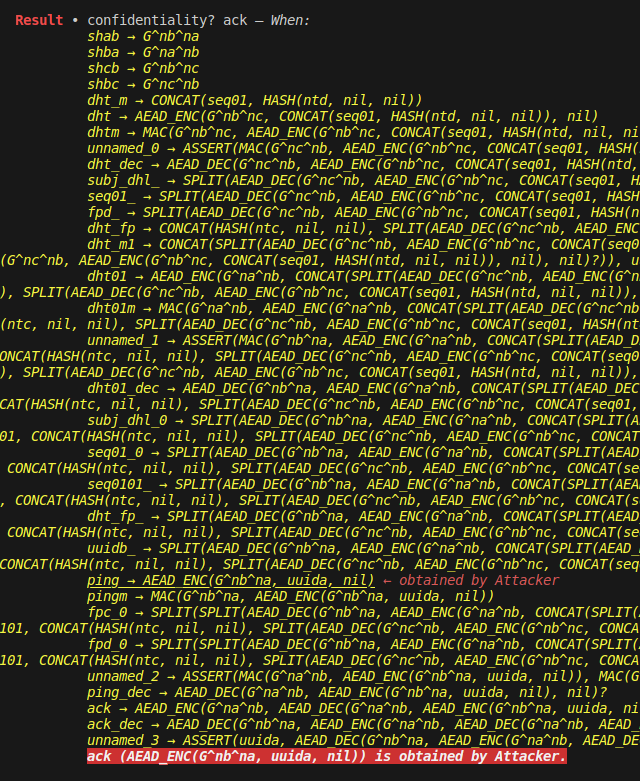 Result • confidentiality? ack — When:
shab → G^nb^na
shba → G^na^nb
shcb → G^nb^nc
shbc → G^nc^nb
dht_m → CONCAT(seq01, HASH(ntd, nil, nil))
dht → AEAD_ENC(G^nb^nc, CONCAT(seq01, HASH(ntd, nil, nil)), nil)
dhtm → MAC(G^nb^nc, AEAD_ENC(G^nb^nc, CONCAT(seq01, HASH(ntd, nil, ni
unnamed_0 → ASSERT(MAC(G^nc^nb, AEAD_ENC(G^nb^nc, CONCAT(seq01, HASH(
dht_dec → AEAD_DEC(G^nc^nb, AEAD_ENC(G^nb^nc, CONCAT(seq01, HASH(ntd,
subj_dhl_ → SPLIT(AEAD_DEC(G^nc^nb, AEAD_ENC(G^nb^nc, CONCAT(seq01, H
seq01_ → SPLIT(AEAD_DEC(G^nc^nb, AEAD_ENC(G^nb^nc, CONCAT(seq01, HASH
fpd_ → SPLIT(AEAD_DEC(G^nc^nb, AEAD_ENC(G^nb^nc, CONCAT(seq01, HASH(n
dht_fp → CONCAT(HASH(ntc, nil, nil), SPLIT(AEAD_DEC(G^nc^nb, AEAD_ENC
dht_m1 → CONCAT(SPLIT(AEAD_DEC(G^nc^nb, AEAD_ENC(G^nb^nc, CONCAT(seq0
(G^nc^nb, AEAD_ENC(G^nb^nc, CONCAT(seq01, HASH(ntd, nil, nil)), nil), nil)?)), u
dht01 → AEAD_ENC(G^na^nb, CONCAT(SPLIT(AEAD_DEC(G^nc^nb, AEAD_ENC(G^n
), SPLIT(AEAD_DEC(G^nc^nb, AEAD_ENC(G^nb^nc, CONCAT(seq01, HASH(ntd, nil, nil)),
dht01m → MAC(G^na^nb, AEAD_ENC(G^na^nb, CONCAT(SPLIT(AEAD_DEC(G^nc^nb
(ntc, nil, nil), SPLIT(AEAD_DEC(G^nc^nb, AEAD_ENC(G^nb^nc, CONCAT(seq01, HASH(nt
unnamed_1 → ASSERT(MAC(G^nb^na, AEAD_ENC(G^na^nb, CONCAT(SPLIT(AEAD_D
ONCAT(HASH(ntc, nil, nil), SPLIT(AEAD_DEC(G^nc^nb, AEAD_ENC(G^nb^nc, CONCAT(seq0
), SPLIT(AEAD_DEC(G^nc^nb, AEAD_ENC(G^nb^nc, CONCAT(seq01, HASH(ntd, nil, nil)),
dht01_dec → AEAD_DEC(G^nb^na, AEAD_ENC(G^na^nb, CONCAT(SPLIT(AEAD_DEC
CAT(HASH(ntc, nil, nil), SPLIT(AEAD_DEC(G^nc^nb, AEAD_ENC(G^nb^nc, CONCAT(seq01,
subj_dhl_0 → SPLIT(AEAD_DEC(G^nb^na, AEAD_ENC(G^na^nb, CONCAT(SPLIT(A
01, CONCAT(HASH(ntc, nil, nil), SPLIT(AEAD_DEC(G^nc^nb, AEAD_ENC(G^nb^nc, CONCAT
seq01_0 → SPLIT(AEAD_DEC(G^nb^na, AEAD_ENC(G^na^nb, CONCAT(SPLIT(AEAD
CONCAT(HASH(ntc, nil, nil), SPLIT(AEAD_DEC(G^nc^nb, AEAD_ENC(G^nb^nc, CONCAT(se
seq0101_ → SPLIT(AEAD_DEC(G^nb^na, AEAD_ENC(G^na^nb, CONCAT(SPLIT(AEA
, CONCAT(HASH(ntc, nil, nil), SPLIT(AEAD_DEC(G^nc^nb, AEAD_ENC(G^nb^nc, CONCAT(s
dht_fp_ → SPLIT(AEAD_DEC(G^nb^na, AEAD_ENC(G^na^nb, CONCAT(SPLIT(AEAD
CONCAT(HASH(ntc, nil, nil), SPLIT(AEAD_DEC(G^nc^nb, AEAD_ENC(G^nb^nc, CONCAT(se
uuidb_ → SPLIT(AEAD_DEC(G^nb^na, AEAD_ENC(G^na^nb, CONCAT(SPLIT(AEAD_
CONCAT(HASH(ntc, nil, nil), SPLIT(AEAD_DEC(G^nc^nb, AEAD_ENC(G^nb^nc, CONCAT(seq
ping → AEAD_ENC(G^nb^na, uuida, nil) ← obtained by Attacker
pingm → MAC(G^nb^na, AEAD_ENC(G^nb^na, uuida, nil))
fpc_0 → SPLIT(SPLIT(AEAD_DEC(G^nb^na, AEAD_ENC(G^na^nb, CONCAT(SPLIT(
101, CONCAT(HASH(ntc, nil, nil), SPLIT(AEAD_DEC(G^nc^nb, AEAD_ENC(G^nb^nc, CONCA
fpd_0 → SPLIT(SPLIT(AEAD_DEC(G^nb^na, AEAD_ENC(G^na^nb, CONCAT(SPLIT(
101, CONCAT(HASH(ntc, nil, nil), SPLIT(AEAD_DEC(G^nc^nb, AEAD_ENC(G^nb^nc, CONCA
unnamed_2 → ASSERT(MAC(G^na^nb, AEAD_ENC(G^nb^na, uuida, nil)), MAC(G
ping_dec → AEAD_DEC(G^na^nb, AEAD_ENC(G^nb^na, uuida, nil), nil)?
ack → AEAD_ENC(G^na^nb, AEAD_DEC(G^na^nb, AEAD_ENC(G^nb^na, uuida, ni
ack_dec → AEAD_DEC(G^nb^na, AEAD_ENC(G^na^nb, AEAD_DEC(G^na^nb, AEAD_
unnamed_3 → ASSERT(uuida, AEAD_DEC(G^nb^na, AEAD_ENC(G^na^nb, AEAD_DE
ack (AEAD_ENC(G^nb^na, uuida, nil)) is obtained by Attacker.